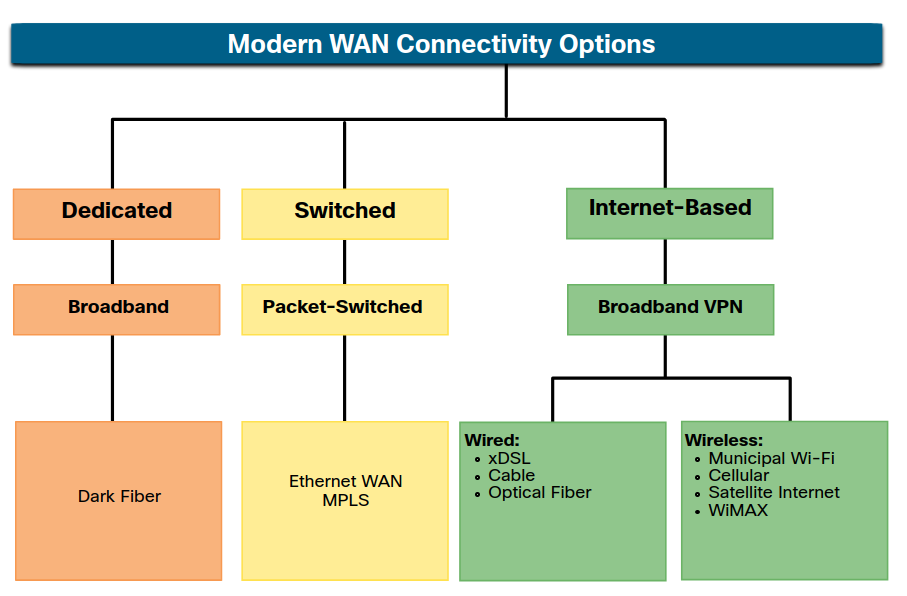 Modern WAN Connectivity Options
Dedicated
Switched
Internet-Based
Broadband
Packet-Switched
Broadband VPN
Dark Fiber
Ethernet WAN
MPLS
Wired:
xDSL
Cable
Optical Fiber
Wireless:
Municipal Wi-Fi
Cellular
Satellite Internet
WiMAX